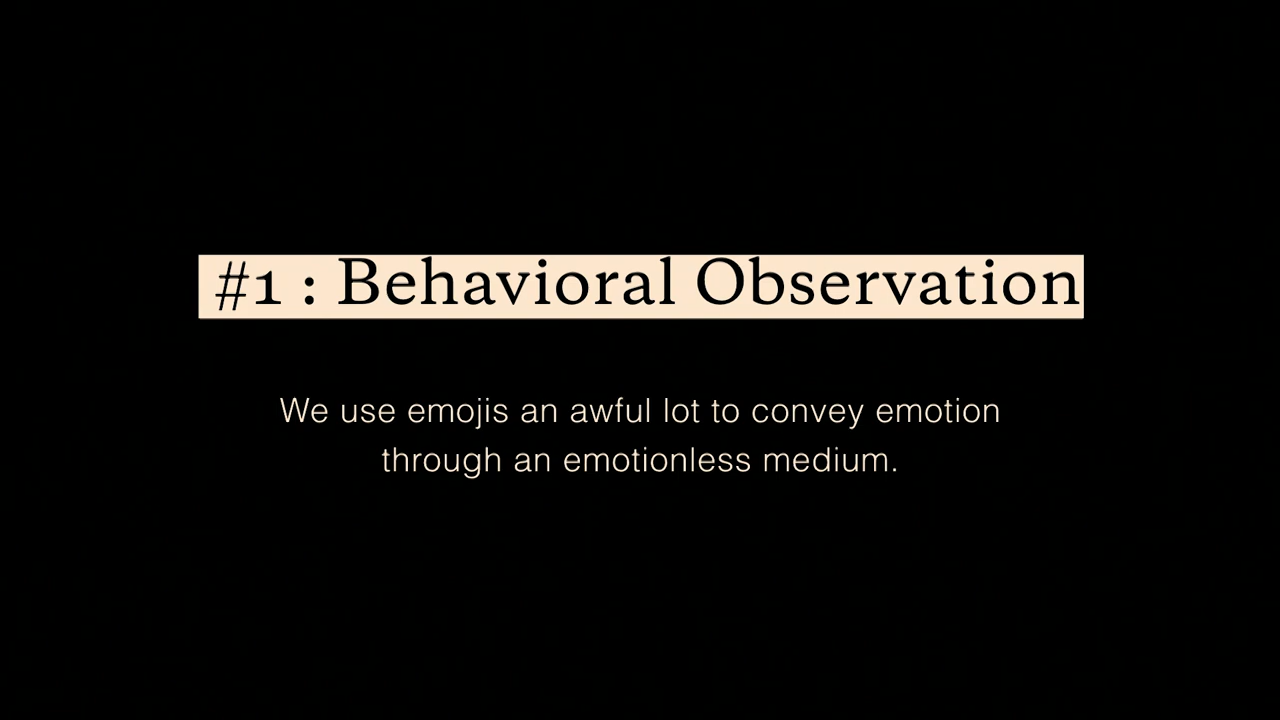 #1 : Behavioral Observation
We use emojis an awful lot to convey emotion
through an emotionless medium.